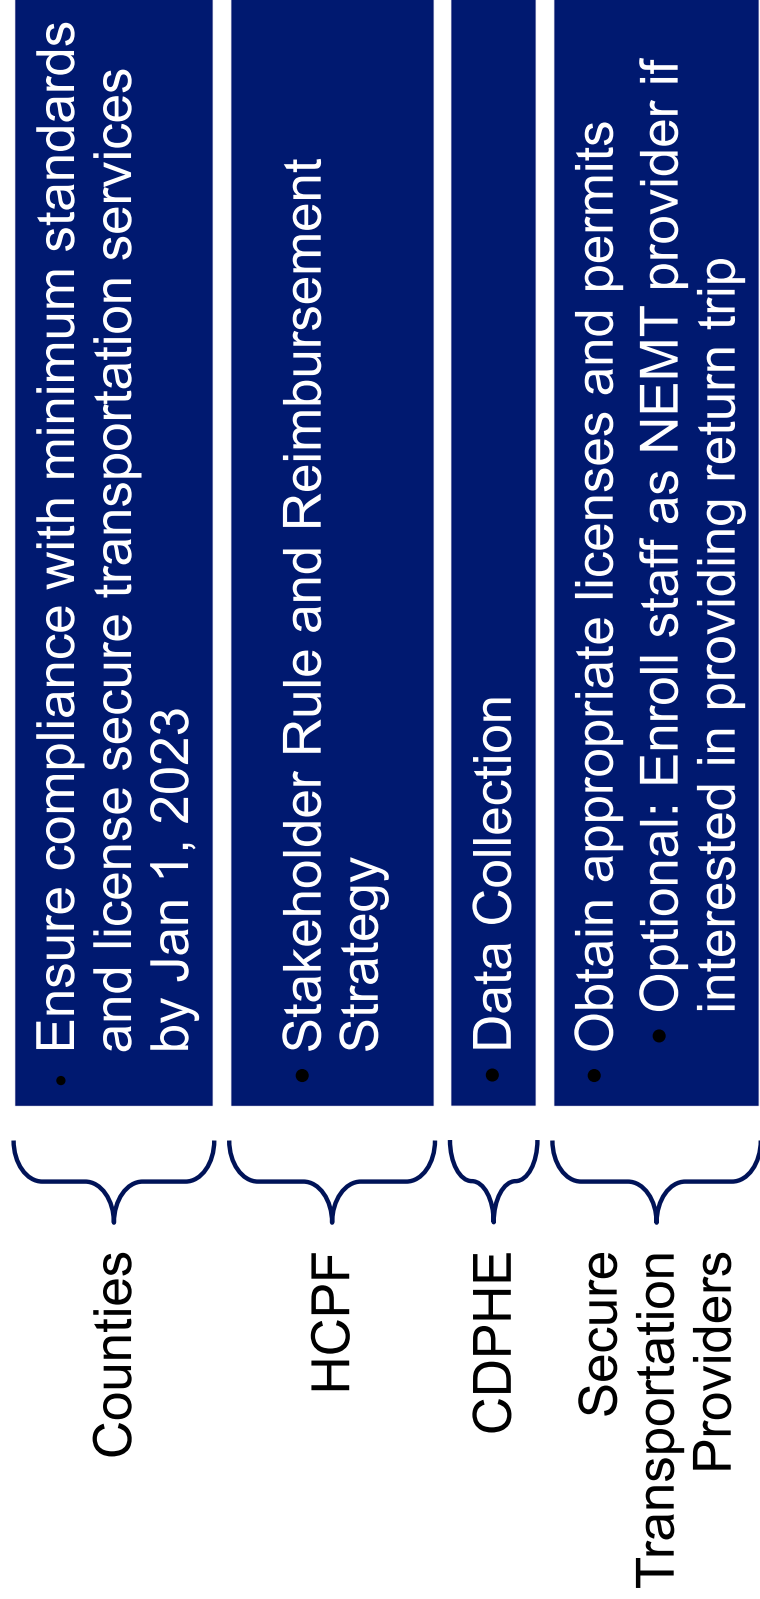 Counties
• Ensure compliance with minimum standards
and license secure transportation services
by Jan 1, 2023
HCPF
• Stakeholder Rule and Reimbursement
Strategy
CDPHE
• Data Collection
Secure
Transportation
Providers
• Obtain appropriate licenses and permits
• Optional: Enroll staff as NEMT provider if
interested in providing return trip